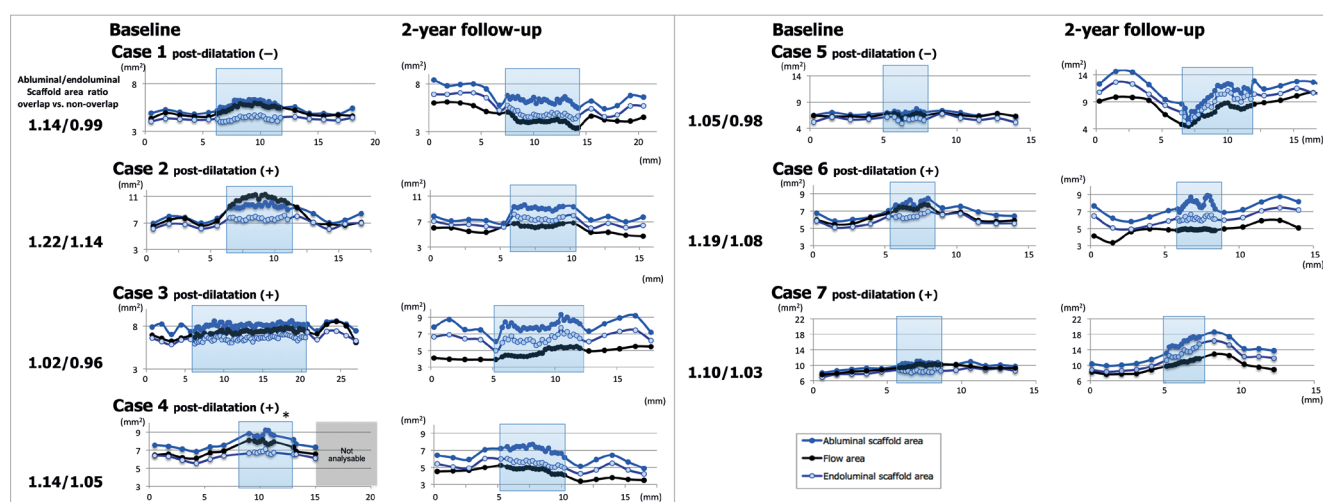 Baseline
2-year follow-up
Case 1 post-dilatation (−)
Abluminal/endoluminal
Scaffold area ratio
overlap vs. non-overlap
1.14/0.99
(mm²)
8
3
0 5 10 15 20
(mm²)
8
3
0 5 10 15 20
(mm)
Case 2 post-dilatation (+)
1.22/1.14
(mm²)
11
7
3
0 5 10 15
(mm²)
11
7
3
0 5 10 15
(mm)
Case 3 post-dilatation (+)
1.02/0.96
(mm²)
8
3
0 5 10 15 20 25
(mm²)
9
7
5
3
0 5 10 15
(mm)
Case 4 post-dilatation (+)
*
1.14/1.05
(mm²)
9
7
5
3
0 5 10 15 20
Not
analysable
(mm²)
9
7
5
3
0 5 10 15
Baseline
2-year follow-up
Case 5 post-dilatation (−)
1.05/0.98
(mm²)
14
9
4
0 5 10 15
(mm²)
14
9
4
0 5 10 15
(mm)
Case 6 post-dilatation (+)
1.19/1.08
(mm²)
9
7
5
3
0 5 10 15
(mm²)
9
7
5
3
0 5 10 15
(mm)
Case 7 post-dilatation (+)
1.10/1.03
(mm²)
22
18
14
10
6
0 5 10 15
(mm²)
22
18
14
10
6
0 5 10 15
(mm)
Abluminal scaffold area
Flow area
Endoluminal scaffold area